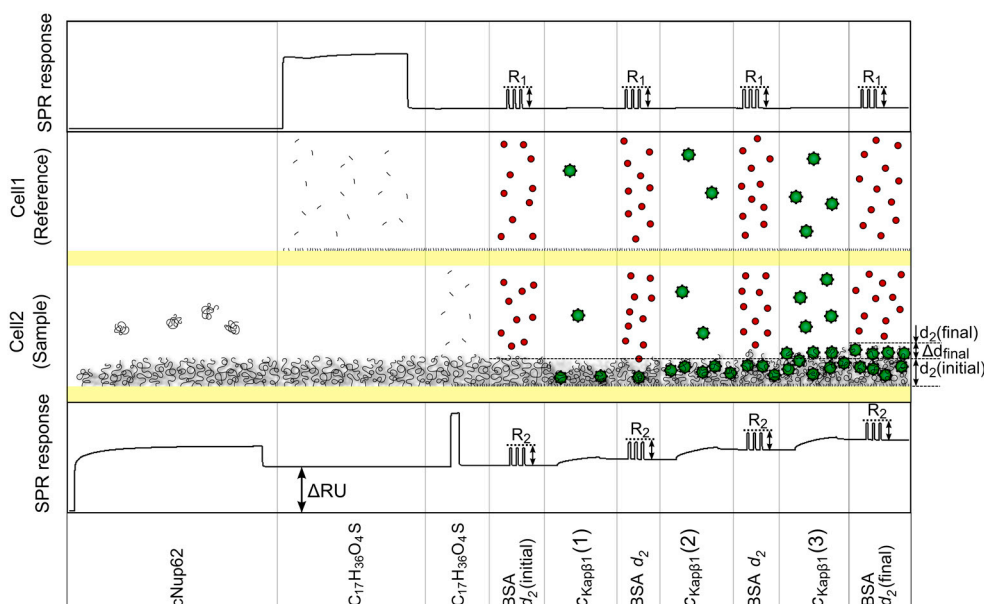 SPR response
R1
R1
R1
R1
Cell1
(Reference)
Cell2
(Sample)
d2(final)
Δdfinal
d2(initial)
SPR response
R2
R2
R2
R2
ΔRU
cNup62
C17H36O4S
C17H36O4S
BSA
d2(initial)
CKapβ1(1)
BSA d2
CKapβ1(2)
BSA d2
CKapβ1(3)
BSA
d2(final)